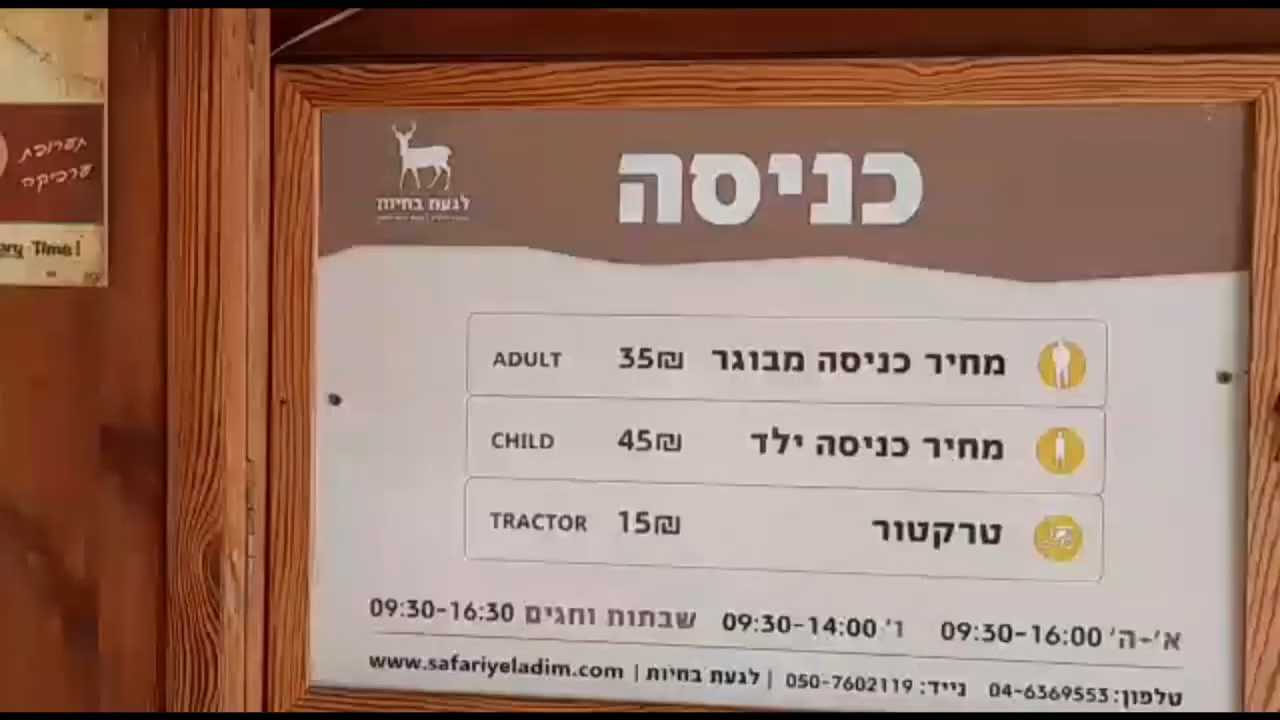 תערובת
ערכיקה
Time!
לגעת בחיות
כניסה
מחיר כניסה מבוגר 35₪ ADULT
מחיר כניסה ילד 45₪ CHILD
טרקטור 15₪ TRACTOR
א'-ה' 09:30-16:00 ו' 09:30-14:00 שבתות וחגים 09:30-16:30
טלפון: 04-6369553 נייד: 050-7602119 | לגעת בחיות | www.safariyeladim.com